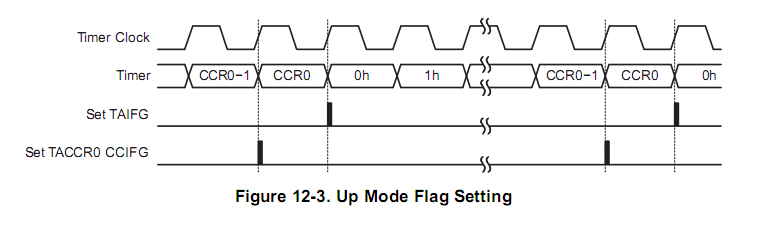 Timer Clock
Timer CCR0−1 CCR0 0h 1h CCR0−1 CCR0 0h
Set TAIFG
Set TACCR0 CCIFG
Figure 12-3. Up Mode Flag Setting